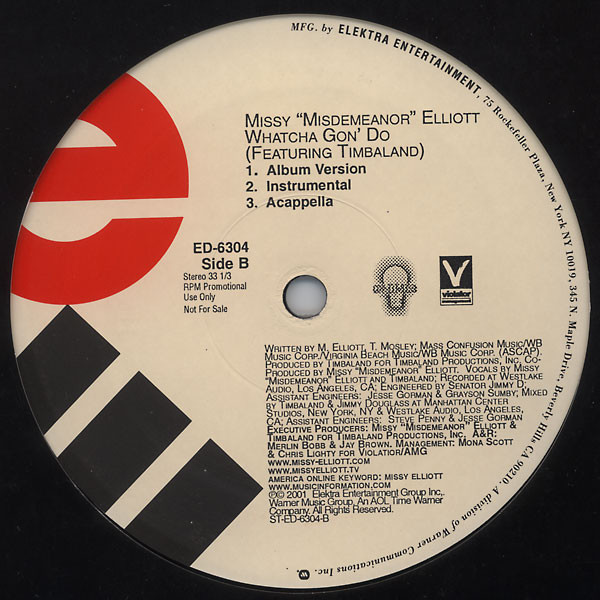 MFG. by ELEKTRA ENTERTAINMENT, 75 Rockefeller Plaza, New York NY 10019, 345 N. Maple Drive, Beverly Hills CA 90210. A division of Warner Communications Inc.
MISSY "MISDEMEANOR" ELLIOTT
WHATCHA GON' DO
(FEATURING TIMBALAND)
1. Album Version
2. Instrumental
3. Acappella
ED-6304
Side B
Stereo 33 1/3
RPM Promotional
Use Only
Not For Sale
e
V
violator
WRITTEN BY M. ELLIOTT, T. MOSLEY; MASS CONFUSION MUSIC/WB
MUSIC CORP./VIRGINIA BEACH MUSIC/WB MUSIC CORP. (ASCAP).
PRODUCED BY TIMBALAND FOR TIMBALAND PRODUCTIONS, INC. CO-
PRODUCED BY MISSY "MISDEMEANOR" ELLIOTT. VOCALS BY MISSY
"MISDEMEANOR" ELLIOTT AND TIMBALAND; RECORDED AT WESTLAKE
AUDIO, LOS ANGELES, CA; ENGINEERED BY SENATOR JIMMY D;
ASSISTANT ENGINEERS: JESSE GORMAN & GRAYSON SUMBY; MIXED
BY TIMBALAND & JIMMY DOUGLASS AT MANHATTAN CENTER
STUDIOS, NEW YORK, NY & WESTLAKE AUDIO, LOS ANGELES,
CA; ASSISTANT ENGINEERS: STEVE PENNY & JESSE GORMAN
EXECUTIVE PRODUCERS: MISSY "MISDEMEANOR" ELLIOTT &
TIMBALAND FOR TIMBALAND PRODUCTIONS, INC. A&R:
MERLIN BOBB & JAY BROWN. MANAGEMENT: MONA SCOTT
& CHRIS LIGHTY FOR VIOLATIOR/AMG
WWW.MISSY-ELLIOTT.COM
WWW.MISSYELLIOTT.TV
AMERICA ONLINE KEYWORD: MISSY ELLIOTT
WWW.MUSICINFORMATION.COM
℗© 2001 Elektra Entertainment Group Inc,.
Warner Music Group, An AOL Time Warner
Company. All Rights Reserved.
ST-ED-6304-B